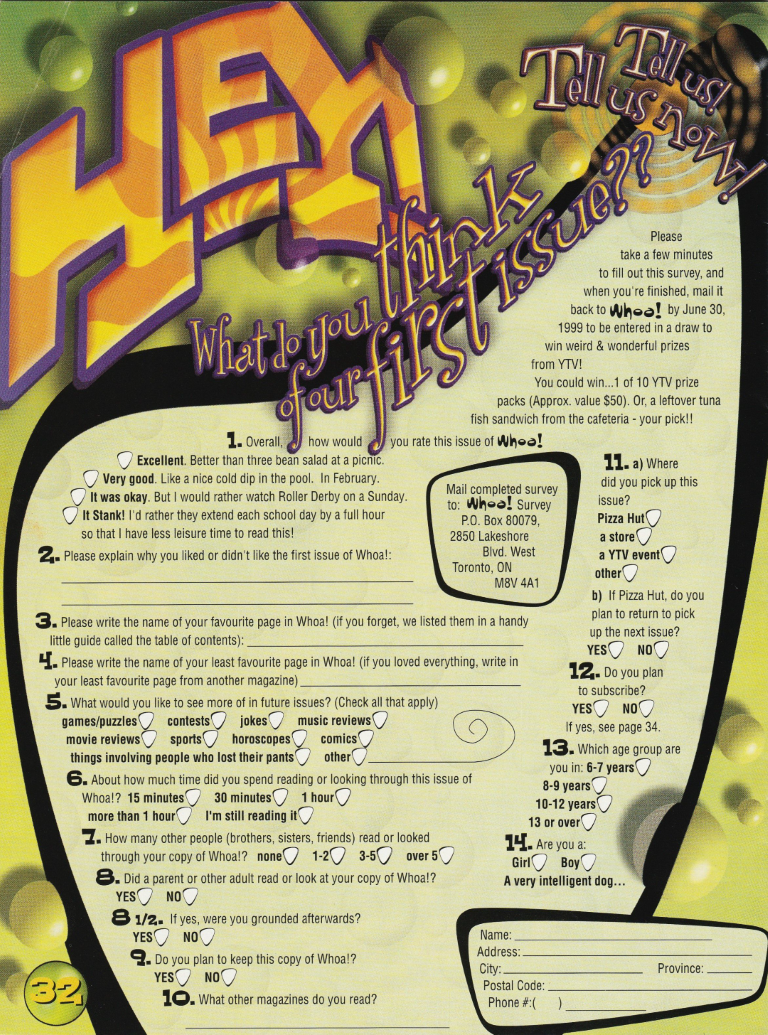 HEY
Tell us!
Tell us now!
What do you think
of our first issue??
Please
take a few minutes
to fill out this survey, and
when you're finished, mail it
back to Whoa! by June 30,
1999 to be entered in a draw to
win weird & wonderful prizes
from YTV!
You could win...1 of 10 YTV prize
packs (Approx. value $50). Or, a leftover tuna
fish sandwich from the cafeteria - your pick!!
1. Overall, how would you rate this issue of Whoa!
Excellent. Better than three bean salad at a picnic.
Very good. Like a nice cold dip in the pool. In February.
It was okay. But I would rather watch Roller Derby on a Sunday.
It Stank! I'd rather they extend each school day by a full hour
so that I have less leisure time to read this!
2. Please explain why you liked or didn't like the first issue of Whoa!:
Mail completed survey
to: Whoa! Survey
P.O. Box 80079,
2850 Lakeshore
Blvd. West
Toronto, ON
M8V 4A1
3. Please write the name of your favourite page in Whoa! (if you forget, we listed them in a handy
little guide called the table of contents):
4. Please write the name of your least favourite page in Whoa! (if you loved everything, write in
your least favourite page from another magazine)
5. What would you like to see more of in future issues? (Check all that apply)
games/puzzles contests jokes music reviews
movie reviews sports horoscopes comics
things involving people who lost their pants other
6. About how much time did you spend reading or looking through this issue of
Whoa!? 15 minutes 30 minutes 1 hour
more than 1 hour I'm still reading it
7. How many other people (brothers, sisters, friends) read or looked
through your copy of Whoa!? none 1-2 3-5 over 5
8. Did a parent or other adult read or look at your copy of Whoa!?
YES NO
8 1/2. If yes, were you grounded afterwards?
YES NO
9. Do you plan to keep this copy of Whoa!?
YES NO
10. What other magazines do you read?
11. a) Where
did you pick up this
issue?
Pizza Hut
a store
a YTV event
other
b) If Pizza Hut, do you
plan to return to pick
up the next issue?
YES NO
12. Do you plan
to subscribe?
YES NO
If yes, see page 34.
13. Which age group are
you in: 6-7 years
8-9 years
10-12 years
13 or over
14. Are you a:
Girl Boy
A very intelligent dog...
Name:
Address:
City: Province:
Postal Code:
Phone #:( )
32